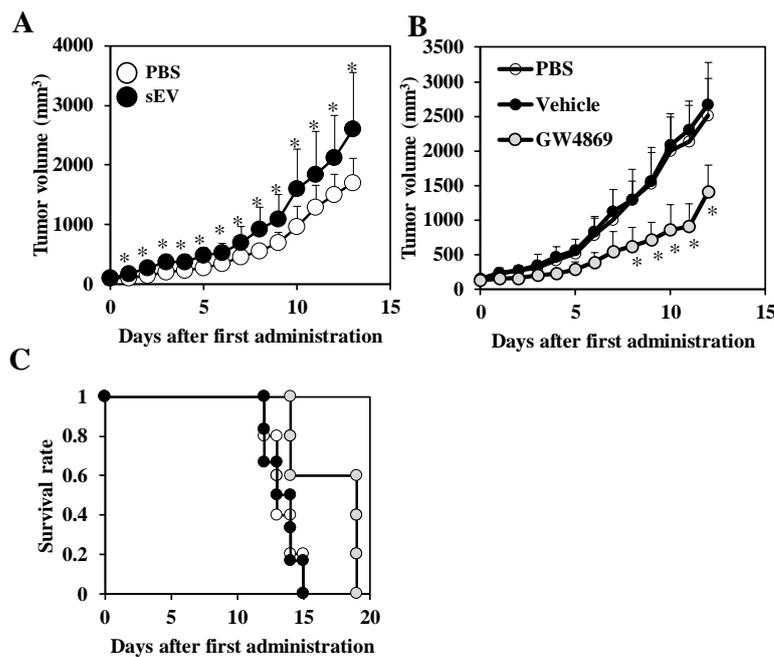 A
Tumor volume (mm³)
4000
3000
2000
1000
0
PBS
sEV
* * * * * * * * * * * * *
0 5 10 15
Days after first administration
B
Tumor volume (mm³)
3500
3000
2500
2000
1500
1000
500
0
PBS
Vehicle
GW4869
* * * * *
0 5 10 15
Days after first administration
C
Survival rate
1
0.8
0.6
0.4
0.2
0
0 5 10 15 20
Days after first administration